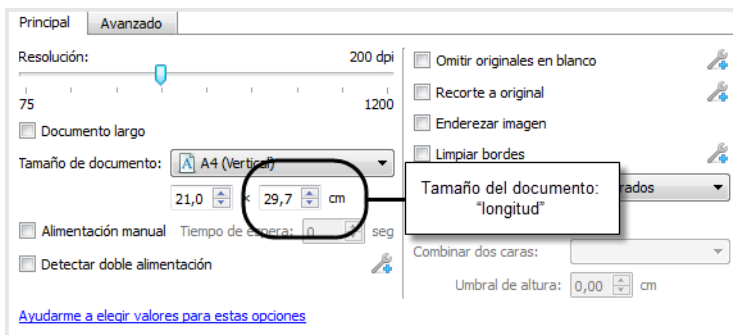 Principal Avanzado
Resolución: 200 dpi
75 1200
Documento largo
Tamaño de documento: A4 (Vertical)
21,0 × 29,7 cm
Alimentación manual Tiempo de espera: 0 seg
Detectar doble alimentación
Ayudarme a elegir valores para estas opciones
Omitir originales en blanco
Recorte a original
Enderezar imagen
Limpiar bordes
Tamaño del documento:
“longitud”
Combinar dos caras:
Umbral de altura: 0,00 cm